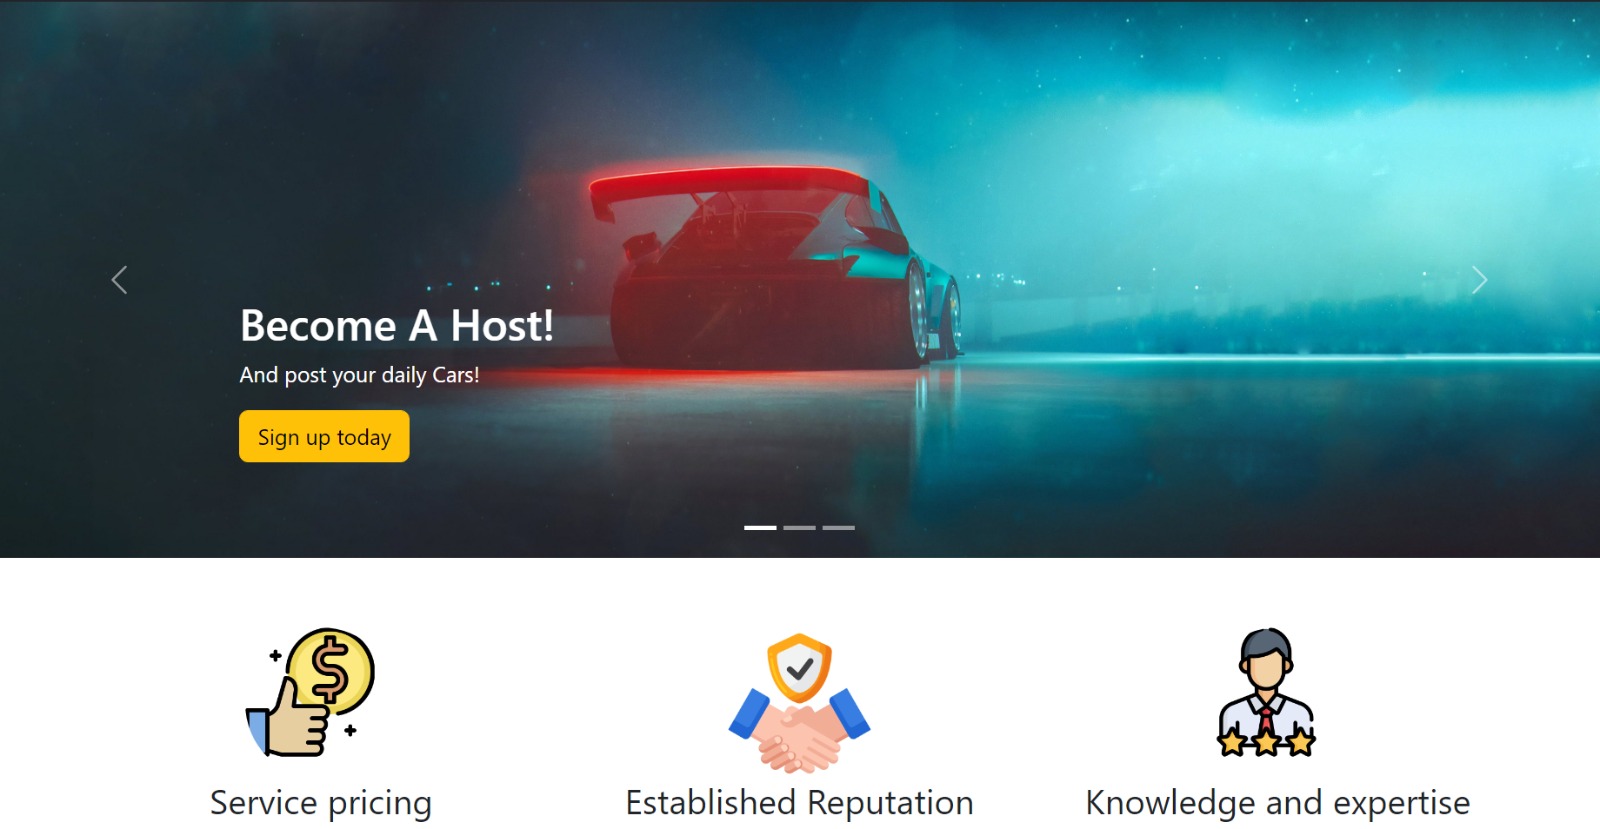 Become A Host!
And post your daily Cars!
Sign up today
Service pricing
Established Reputation
Knowledge and expertise